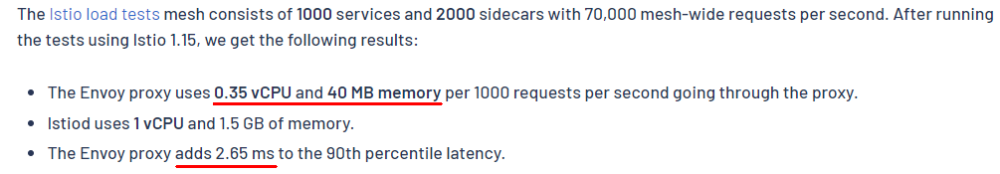 The Istio load tests mesh consists of 1000 services and 2000 sidecars with 70,000 mesh-wide requests per second. After running
the tests using Istio 1.15, we get the following results:
• The Envoy proxy uses 0.35 vCPU and 40 MB memory per 1000 requests per second going through the proxy.
• Istiod uses 1 vCPU and 1.5 GB of memory.
• The Envoy proxy adds 2.65 ms to the 90th percentile latency.